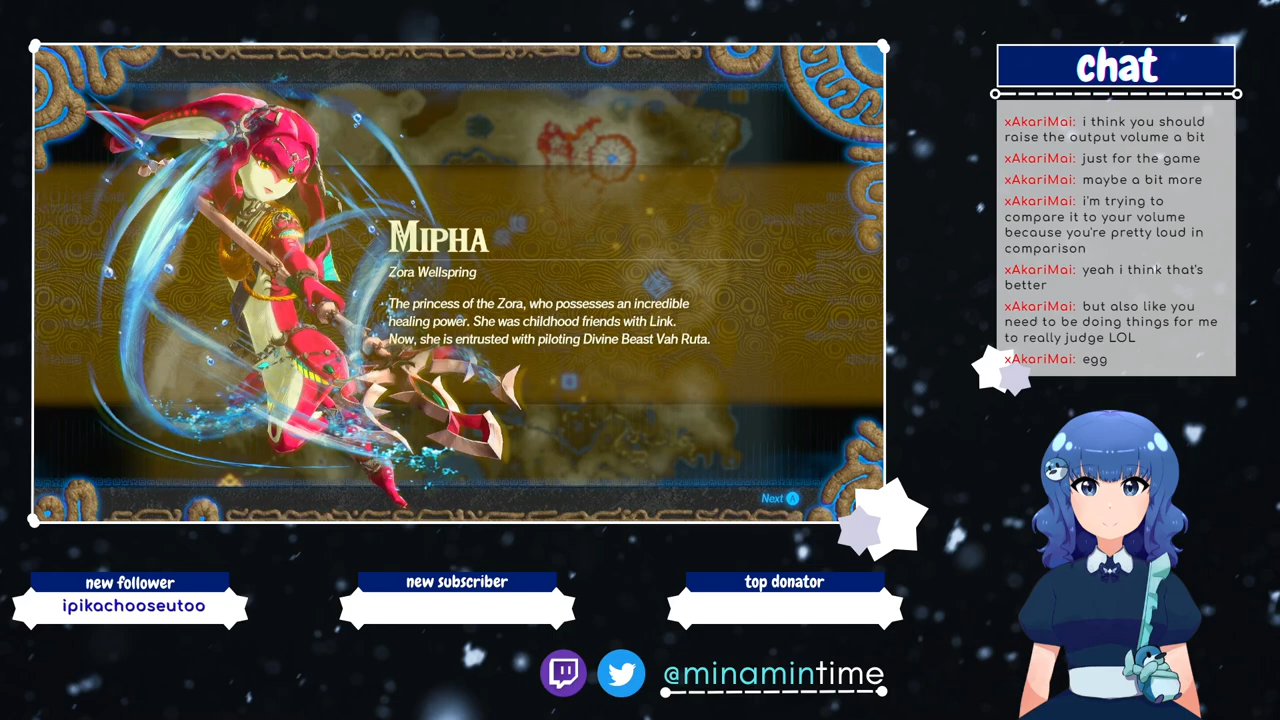 Mipha
Zora Wellspring
The princess of the Zora, who possesses an incredible
healing power. She was childhood friends with Link.
Now, she is entrusted with piloting Divine Beast Vah Ruta.
Next A
chat
xAkariMai: i think you should
raise the output volume a bit
xAkariMai: just for the game
xAkariMai: maybe a bit more
xAkariMai: i'm trying to
compare it to your volume
because you're pretty loud in
comparison
xAkariMai: yeah i think that's
better
xAkariMai: but also like you
need to be doing things for me
to really judge LOL
xAkariMai: egg
new follower
ipikachooseutoo
new subscriber
top donator
@minamintime